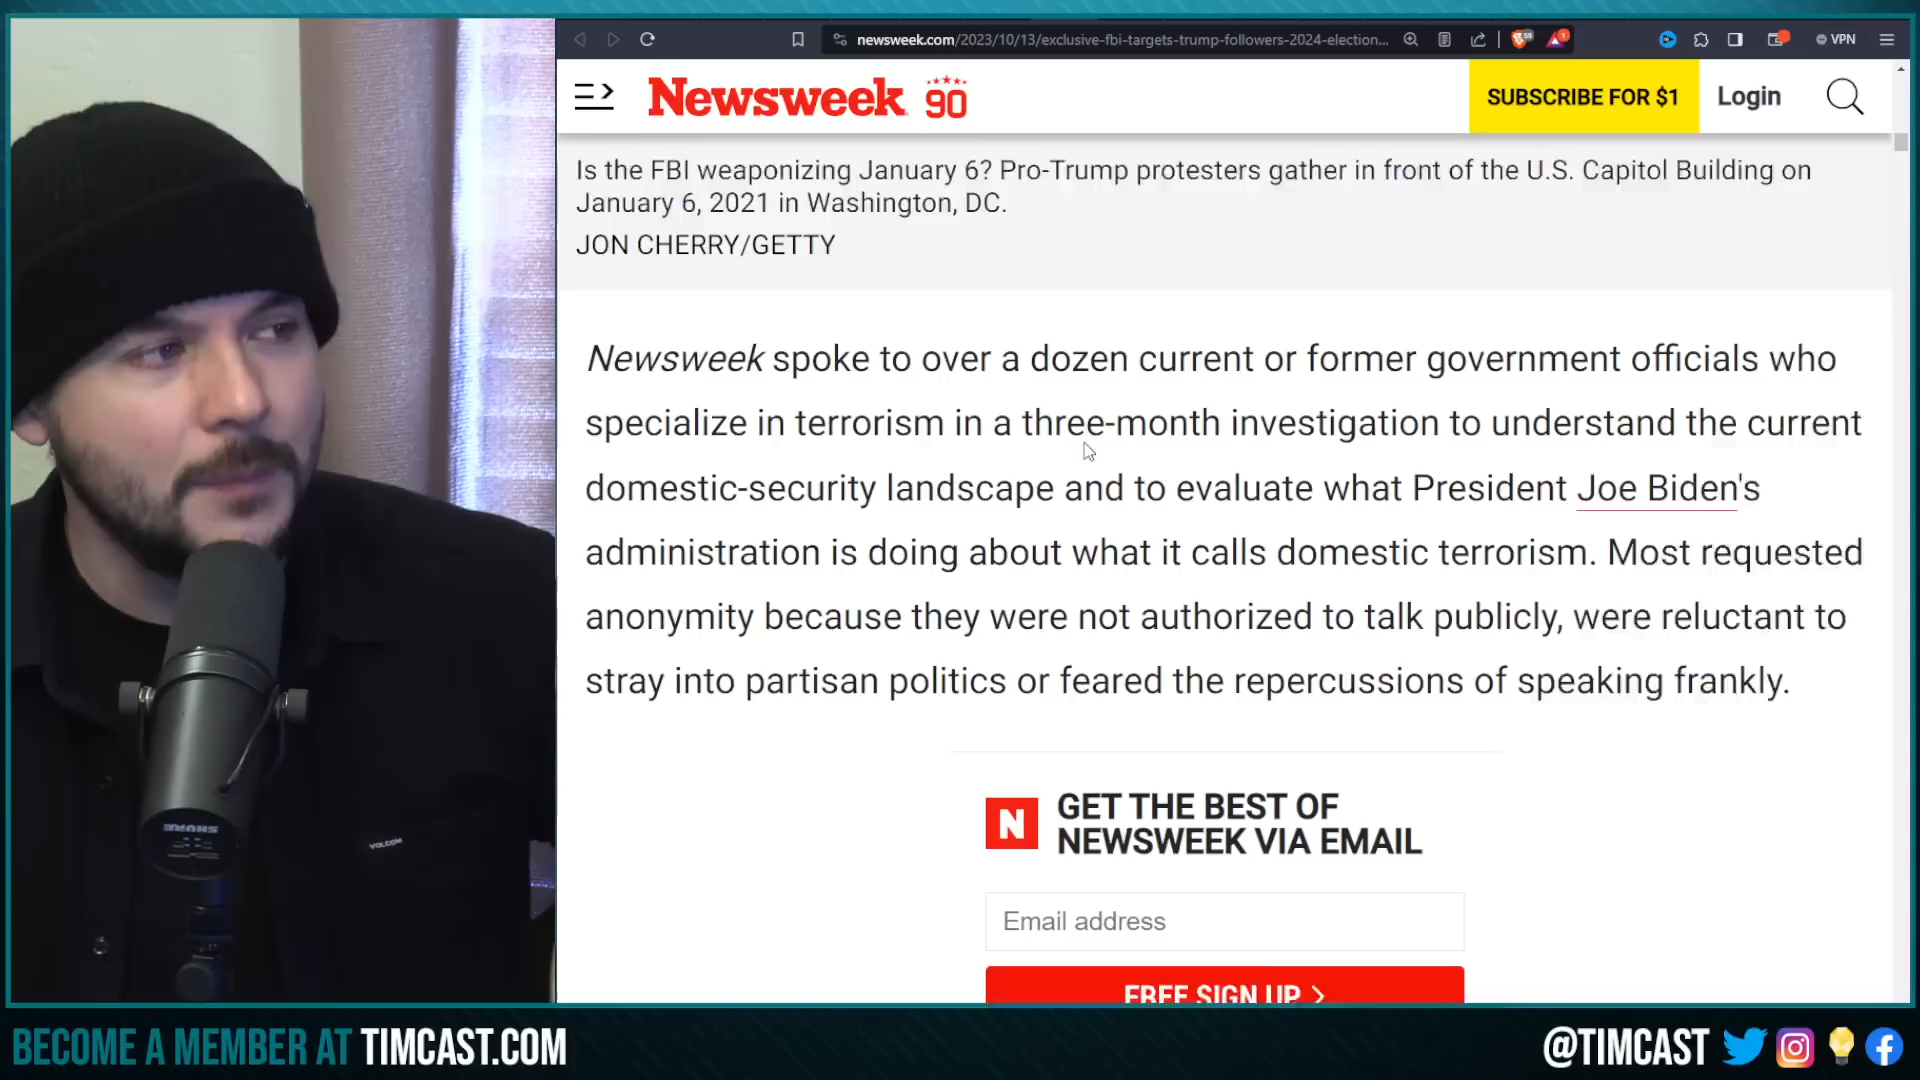 newsweek.com/2023/10/13/exclusive-fbi-targets-trump-followers-2024-election...
VPN
Newsweek 90
SUBSCRIBE FOR $1
Login
Is the FBI weaponizing January 6? Pro-Trump protesters gather in front of the U.S. Capitol Building on
January 6, 2021 in Washington, DC.
JON CHERRY/GETTY
Newsweek spoke to over a dozen current or former government officials who
specialize in terrorism in a three-month investigation to understand the current
domestic-security landscape and to evaluate what President Joe Biden's
administration is doing about what it calls domestic terrorism. Most requested
anonymity because they were not authorized to talk publicly, were reluctant to
stray into partisan politics or feared the repercussions of speaking frankly.
N
GET THE BEST OF
NEWSWEEK VIA EMAIL
Email address
FREE SIGN UP >
SHURE
VOLCOM
BECOME A MEMBER AT TIMCAST.COM
@TIMCAST